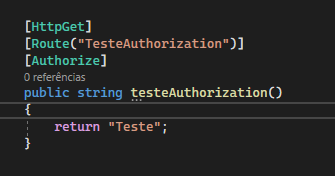 [HttpGet]
[Route("TesteAuthorization")]
[Authorize]
0 referências
public string testeAuthorization()
{
return "Teste";
}